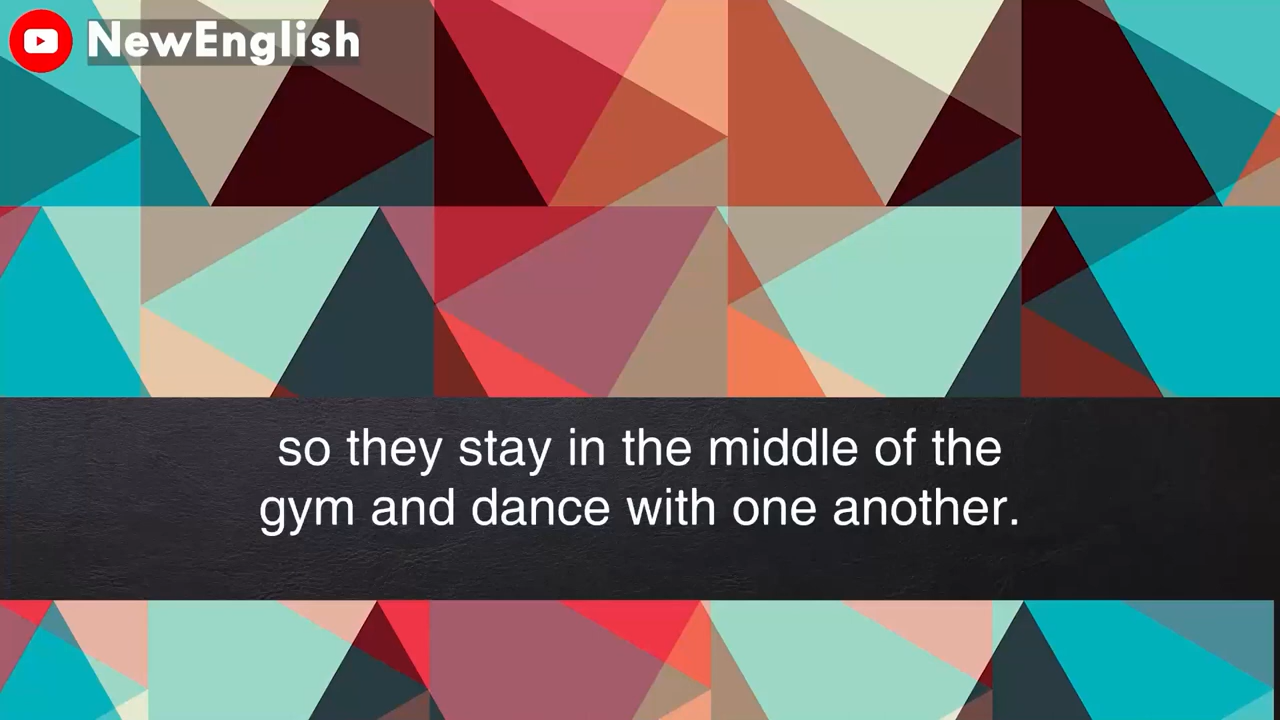 NewEnglish
so they stay in the middle of the
gym and dance with one another.